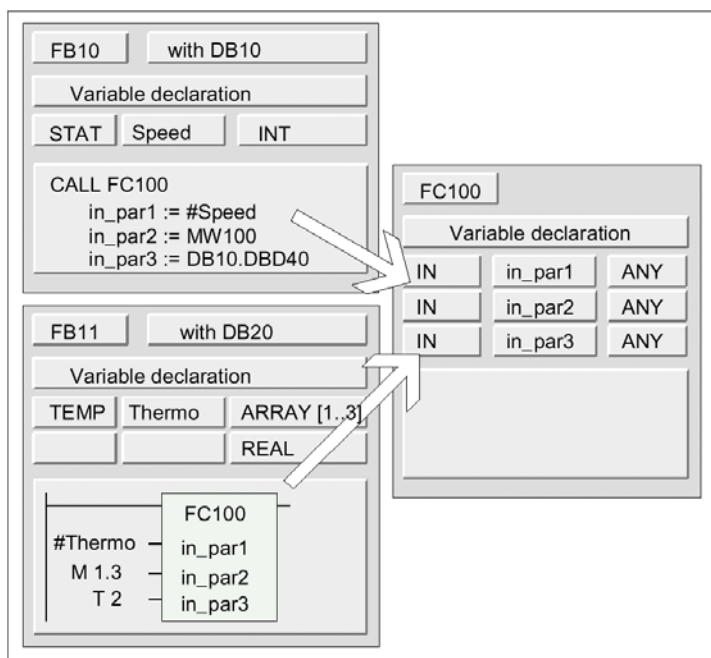 FB10 with DB10
Variable declaration
STAT Speed INT
CALL FC100
in_par1 := #Speed
in_par2 := MW100
in_par3 := DB10.DBD40
FB11 with DB20
Variable declaration
TEMP Thermo ARRAY [1..3]
REAL
FC100
#Thermo in_par1
M 1.3 in_par2
T 2 in_par3
FC100
Variable declaration
IN in_par1 ANY
IN in_par2 ANY
IN in_par3 ANY